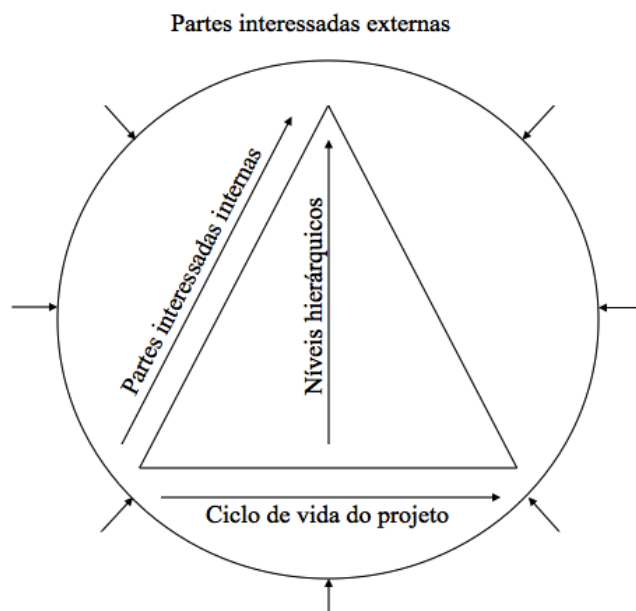 Partes interessadas externas
Partes interessadas internas
Níveis hierárquicos
Ciclo de vida do projeto